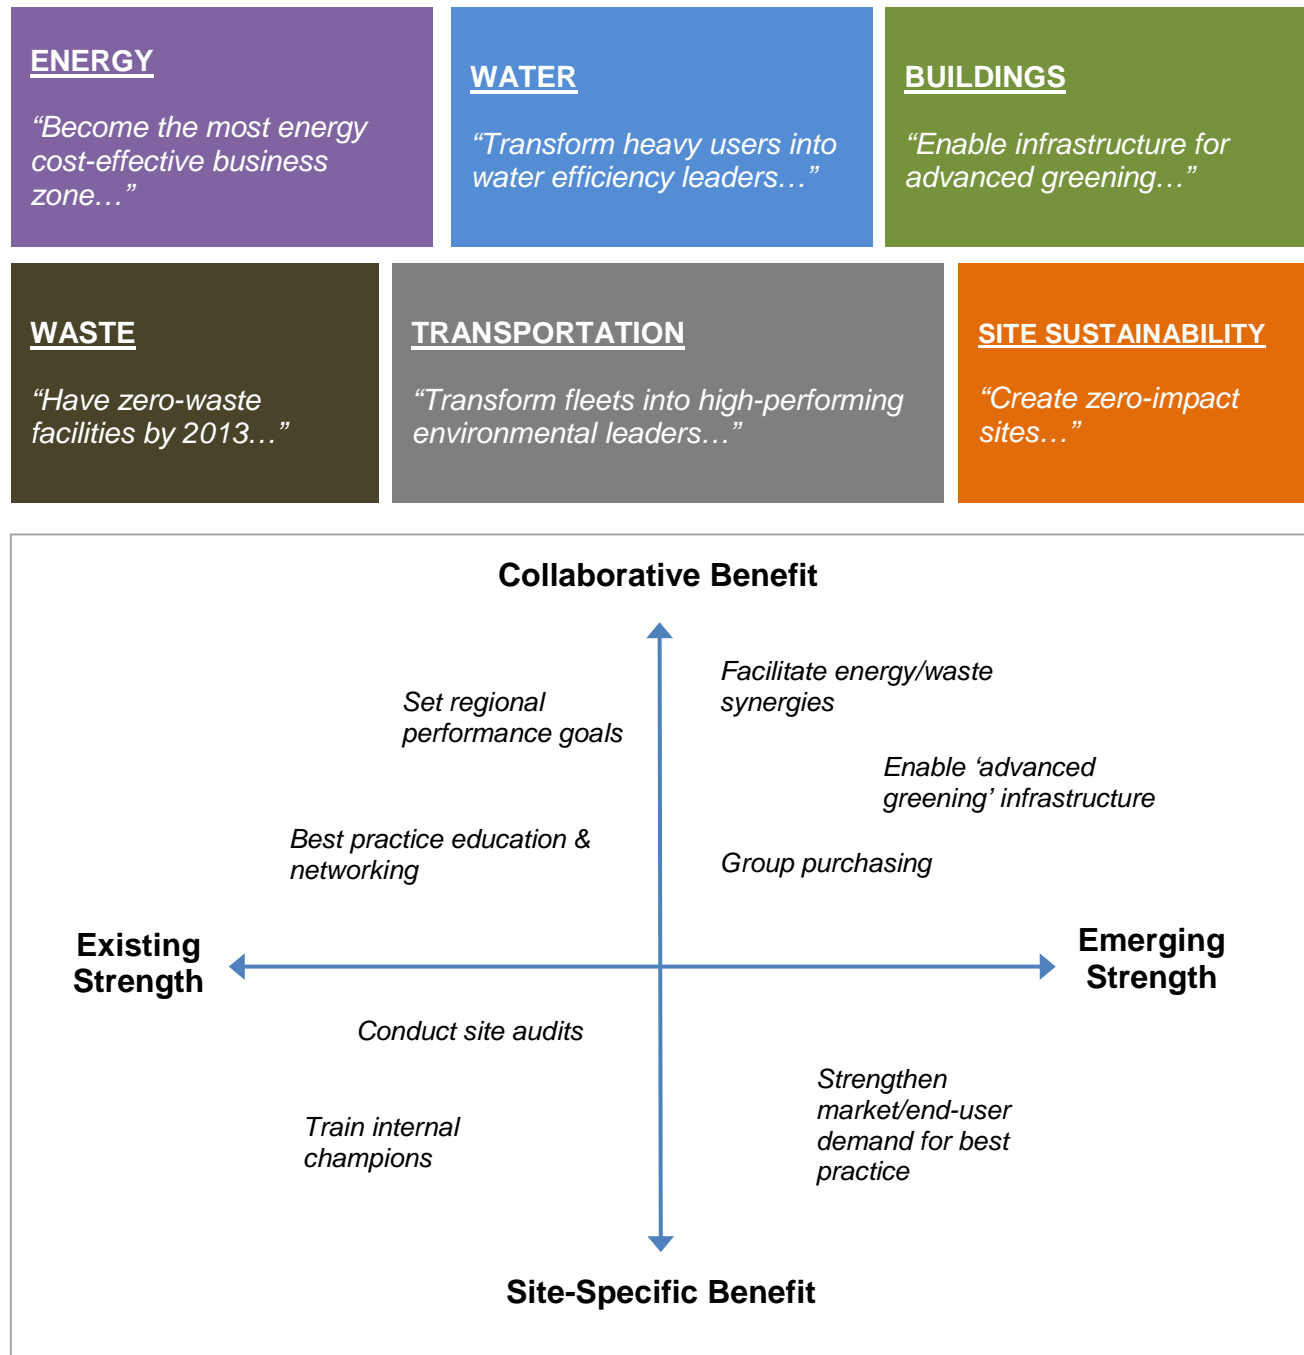 ENERGY
“Become the most energy
cost-effective business
zone…”
WATER
“Transform heavy users into
water efficiency leaders…”
BUILDINGS
“Enable infrastructure for
advanced greening…”
WASTE
“Have zero-waste
facilities by 2013…”
TRANSPORTATION
“Transform fleets into high-performing
environmental leaders…”
SITE SUSTAINABILITY
“Create zero-impact
sites…”
Collaborative Benefit
Set regional
performance goals
Facilitate energy/waste
synergies
Enable ‘advanced
greening’ infrastructure
Best practice education &
networking
Group purchasing
Existing
Strength
Emerging
Strength
Conduct site audits
Train internal
champions
Strengthen
market/end-user
demand for best
practice
Site-Specific Benefit